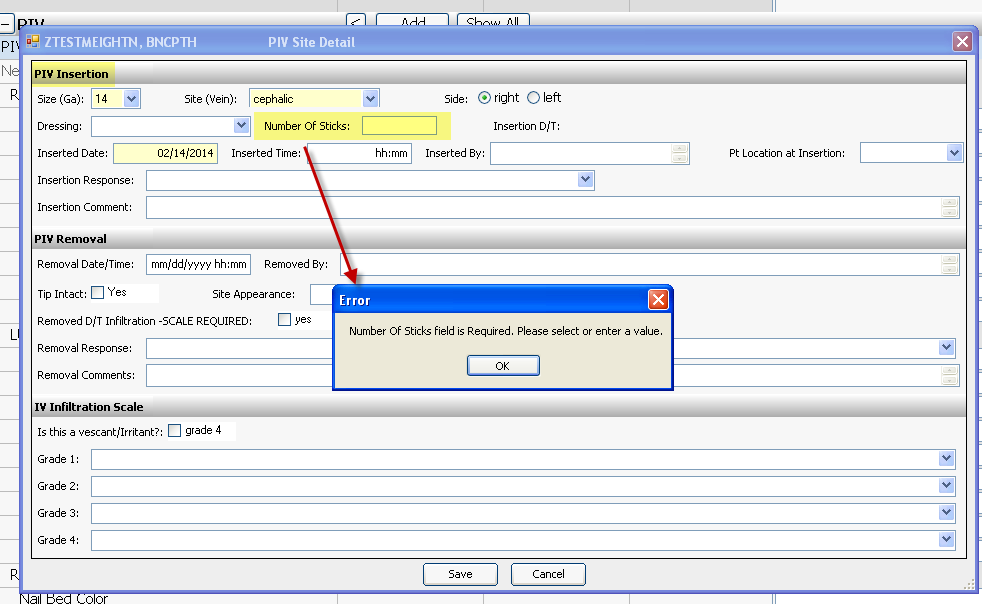 PIV < Add Show All
ZTESTMEIGHTN, BNCPTH PIV Site Detail
PIV
PIV Insertion
Ne
Size (Ga): 14 Site (Vein): cephalic Side: right left
R
Dressing: Number Of Sticks: Insertion D/T:
Inserted Date: 02/14/2014 Inserted Time: hh:mm Inserted By: Pt Location at Insertion:
Insertion Response:
Insertion Comment:
PIV Removal
Removal Date/Time: mm/dd/yyyy hh:mm Removed By:
Tip Intact: Yes Site Appearance:
Error
Removed D/T Infiltration -SCALE REQUIRED: yes
Number Of Sticks field is Required. Please select or enter a value.
Removal Response:
OK
Removal Comments:
IV Infiltration Scale
Is this a vescant/Irritant?: grade 4
Grade 1:
Grade 2:
Grade 3:
Grade 4:
R
Save Cancel
Nail Bed Color